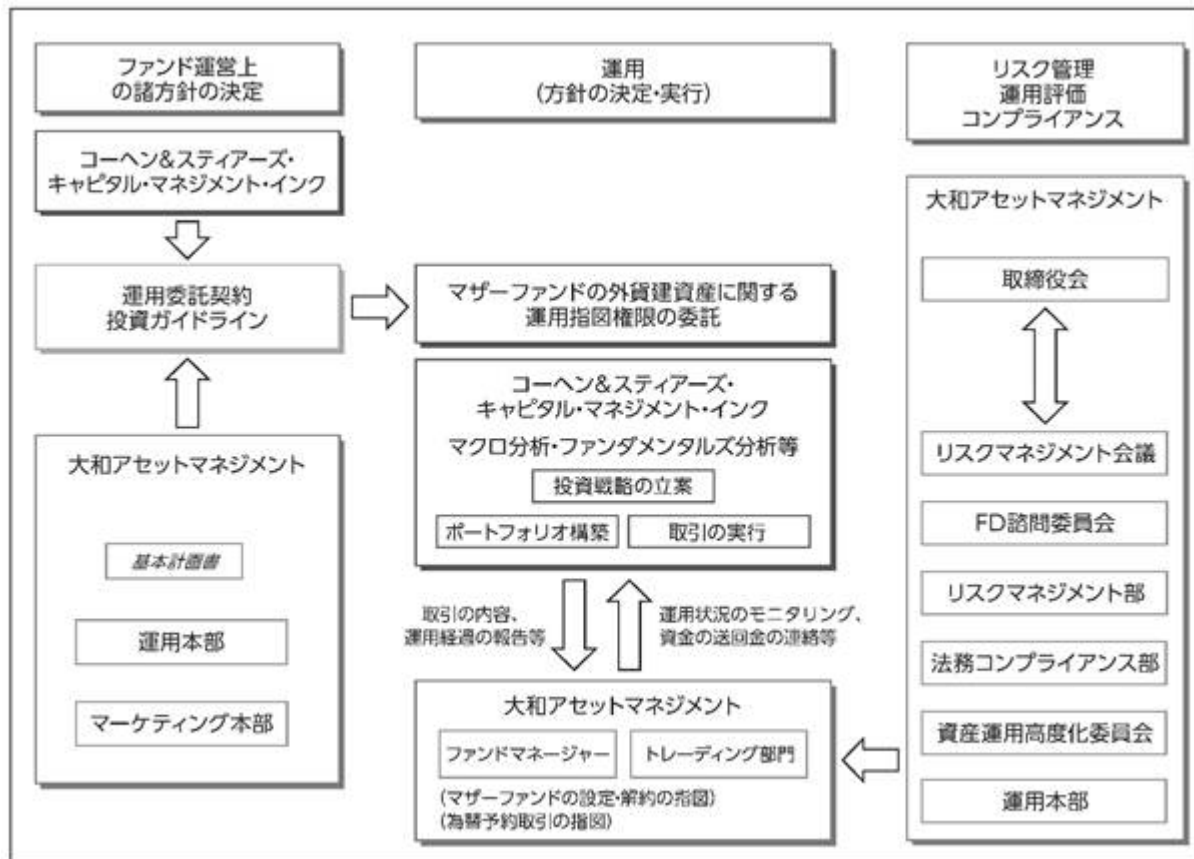 ファンド運営上
の諸方針の決定
コーヘン&スティアーズ・
キャピタル・マネジメント・インク
運用委託契約
投資ガイドライン
大和アセットマネジメント
基本計画書
運用本部
マーケティング本部
運用
(方針の決定・実行)
マザーファンドの外貨建資産に関する
運用指図権限の委託
コーヘン&スティアーズ・
キャピタル・マネジメント・インク
マクロ分析・ファンダメンタルズ分析等
投資戦略の立案
ポートフォリオ構築
取引の実行
取引の内容、
運用経過の報告等
運用状況のモニタリング、
資金の送回金の連絡等
大和アセットマネジメント
ファンドマネージャー
トレーディング部門
(マザーファンドの設定・解約の指図)
(為替予約取引の指図)
リスク管理
運用評価
コンプライアンス
大和アセットマネジメント
取締役会
リスクマネジメント会議
FD諮問委員会
リスクマネジメント部
法務コンプライアンス部
資産運用高度化委員会
運用本部